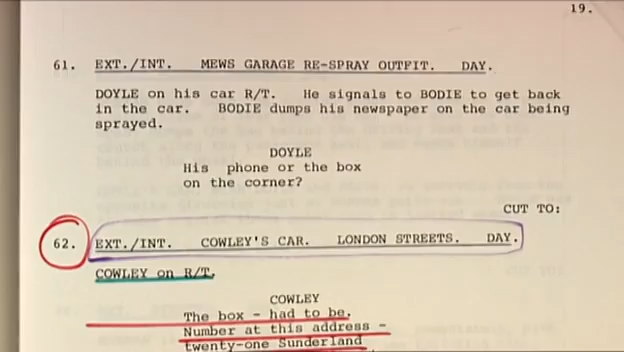 19.
61. EXT./INT. MEWS GARAGE RE-SPRAY OUTFIT. DAY.
DOYLE on his car R/T. He signals to BODIE to get back
in the car. BODIE dumps his newspaper on the car being
sprayed.
DOYLE
His phone or the box
on the corner?
CUT TO:
62. EXT./INT. COWLEY'S CAR. LONDON STREETS. DAY.
COWLEY on R/T.
COWLEY
The box - had to be.
Number at this address -
twenty-one Sunderland